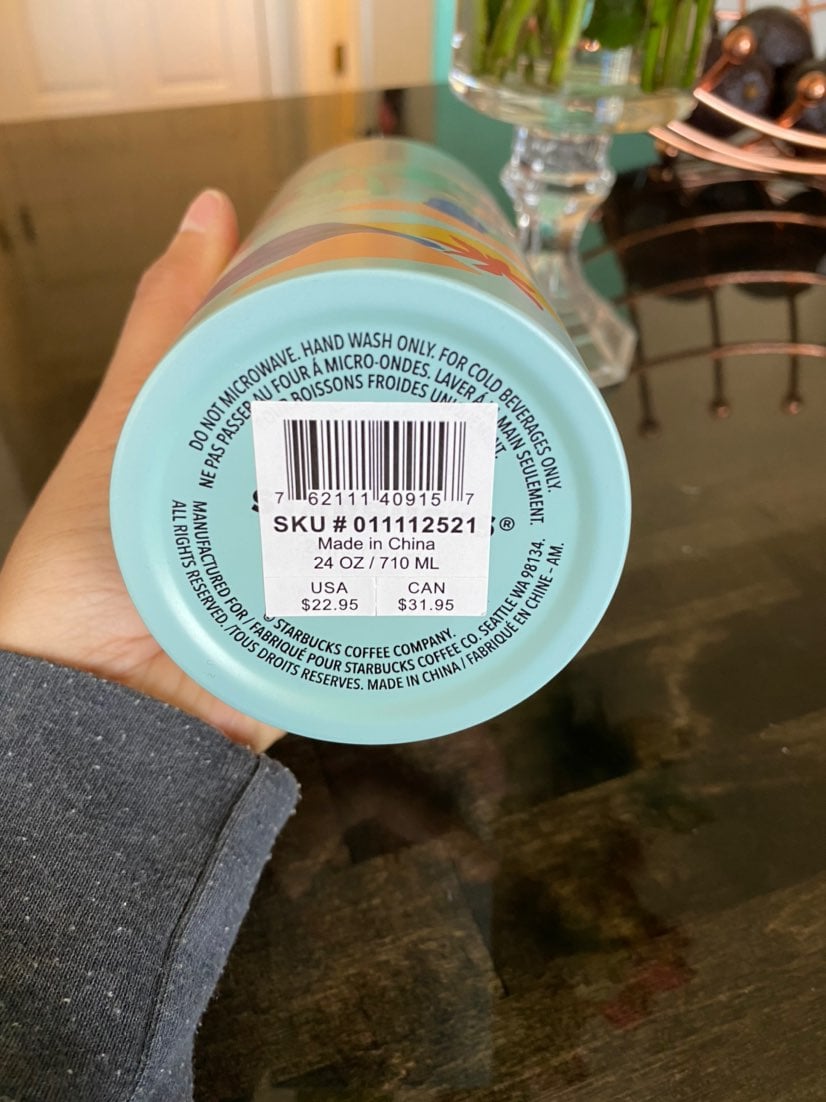 DO NOT MICROWAVE. HAND WASH ONLY. FOR COLD BEVERAGES ONLY.
NE PAS PASSER AU FOUR À MICRO-ONDES. LAVER À LA MAIN SEULEMENT.
BOISSONS FROIDES
7 62111 40915 7
SKU # 011112521
®
Made in China
24 OZ / 710 ML
USA CAN
$22.95 $31.95
© STARBUCKS COFFEE COMPANY.
MANUFACTURED FOR / FABRIQUÉ POUR STARBUCKS COFFEE CO. SEATTLE WA 98134.
ALL RIGHTS RESERVED. /TOUS DROITS RESERVES. MADE IN CHINA / FABRIQUÉ EN CHINE - AM.